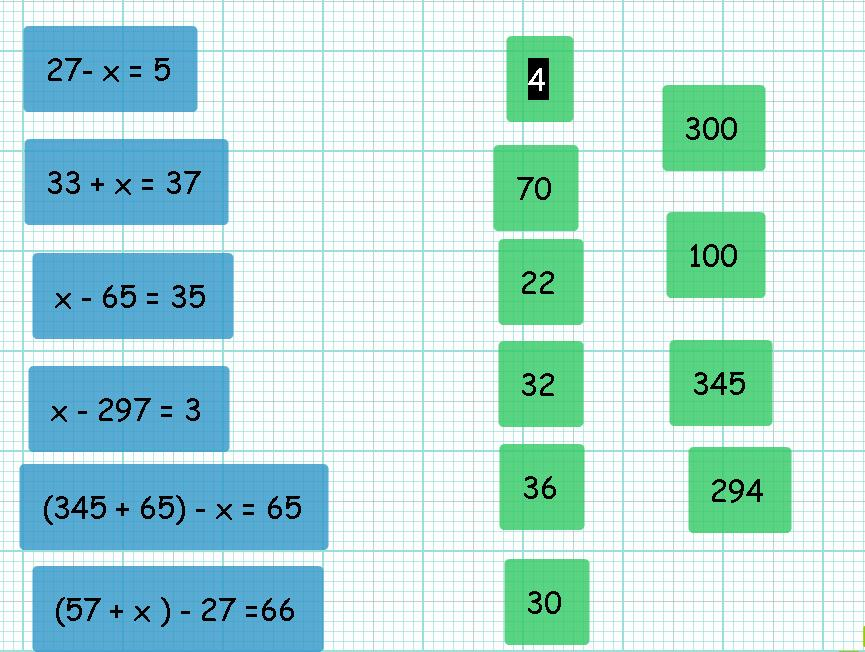 27- x = 5
33 + x = 37
x - 65 = 35
x - 297 = 3
(345 + 65) - x = 65
(57 + x ) - 27 =66
4
70
22
32
36
30
300
100
345
294